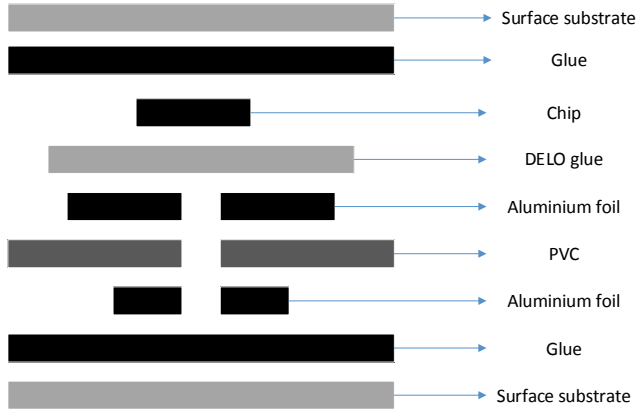 Surface substrate
Glue
Chip
DELO glue
Aluminium foil
PVC
Aluminium foil
Glue
Surface substrate